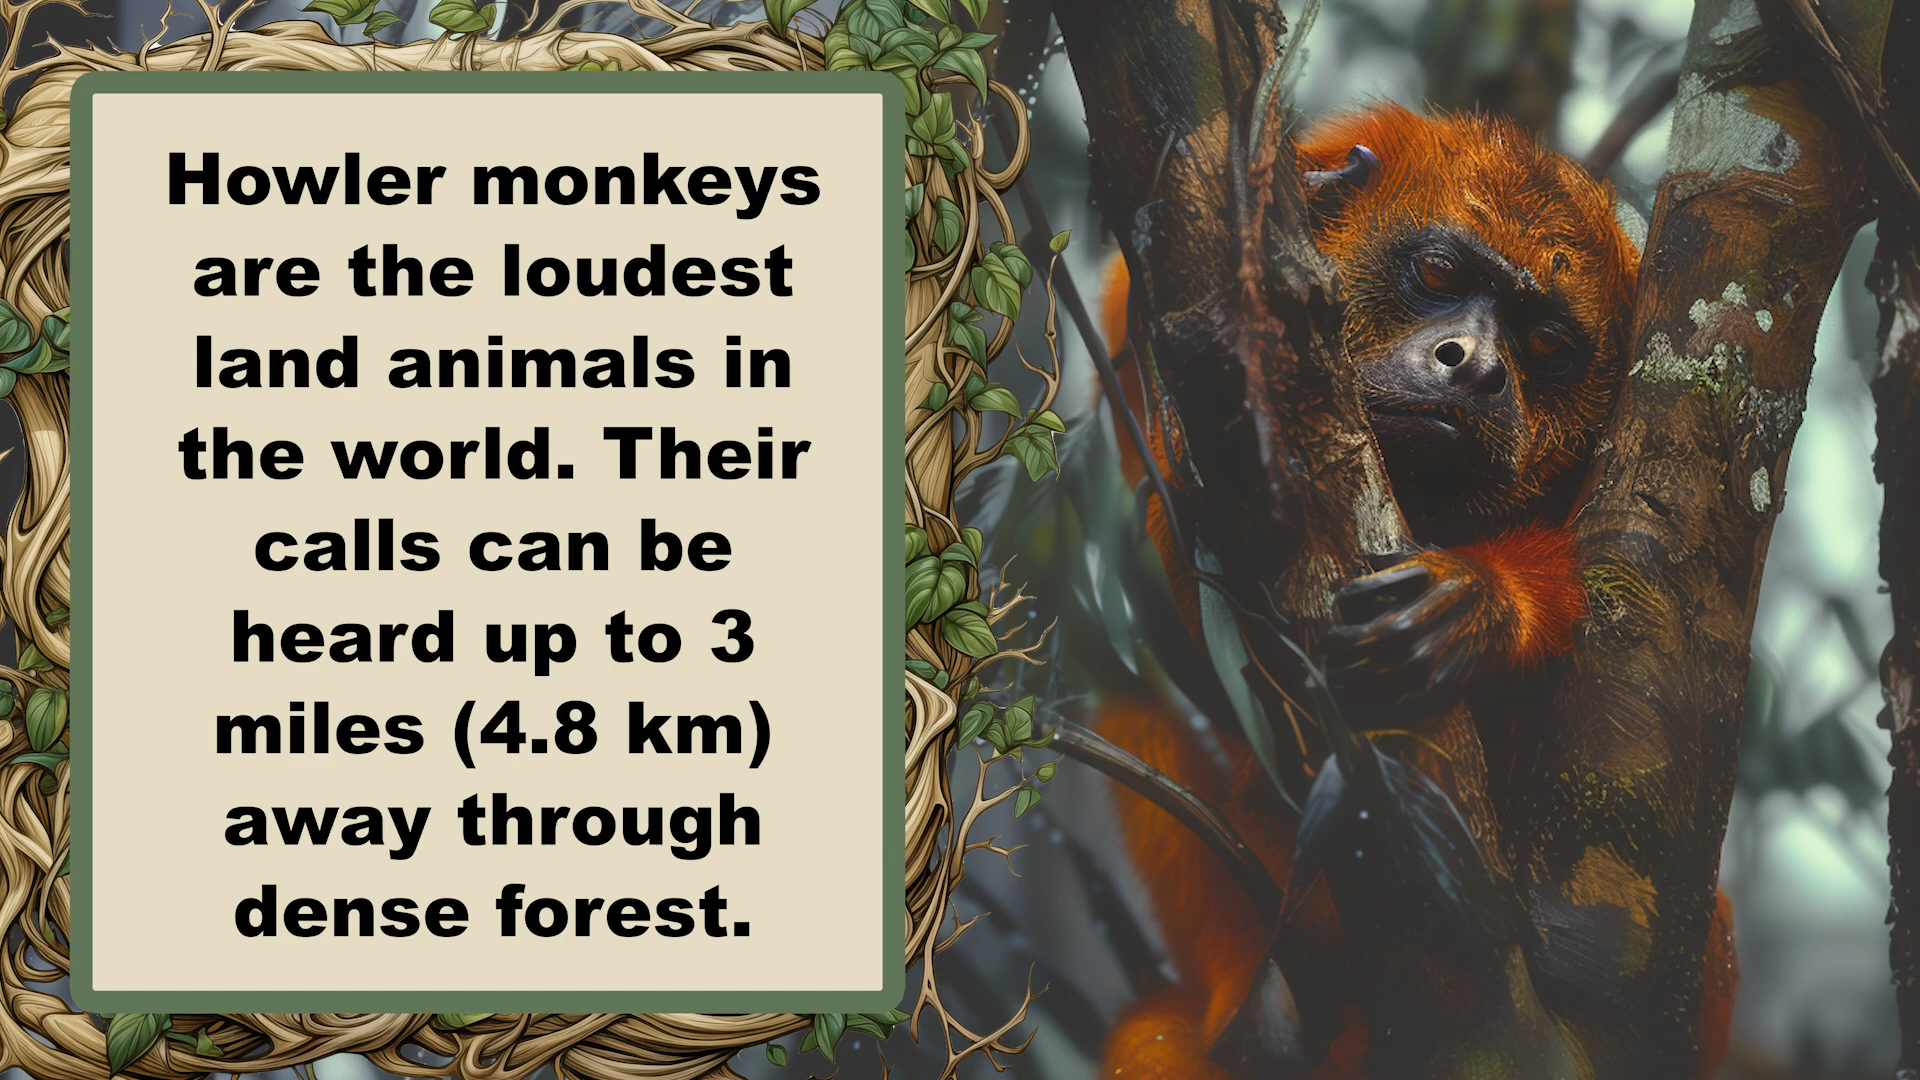 Howler monkeys
are the loudest
land animals in
the world. Their
calls can be
heard up to 3
miles (4.8 km)
away through
dense forest.